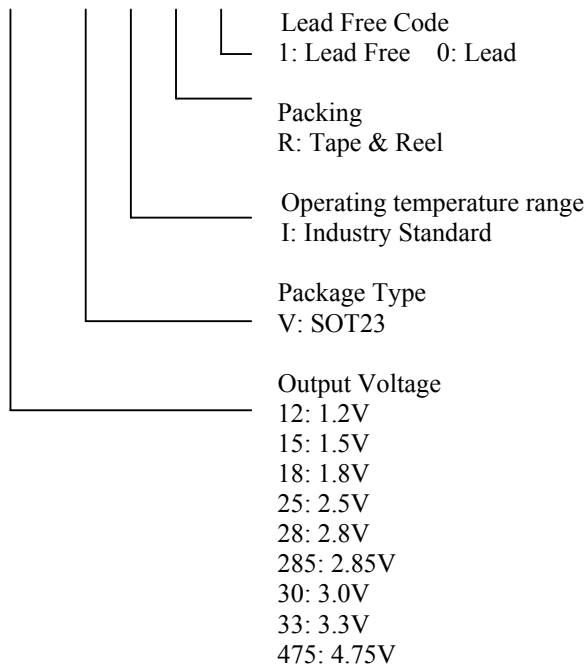 Lead Free Code
1: Lead Free 0: Lead
Packing
R: Tape & Reel
Operating temperature range
I: Industry Standard
Package Type
V: SOT23
Output Voltage
12: 1.2V
15: 1.5V
18: 1.8V
25: 2.5V
28: 2.8V
285: 2.85V
30: 3.0V
33: 3.3V
475: 4.75V